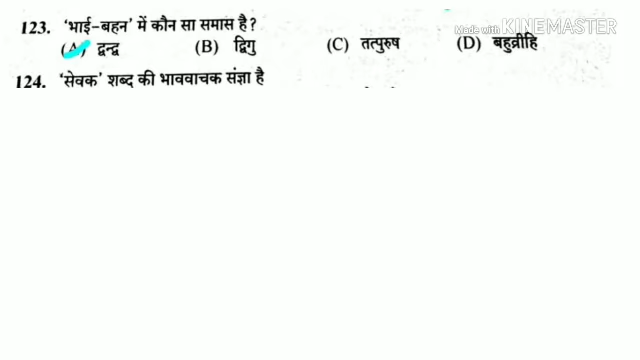 123. 'भाई-बहन' में कौन सा समास है?
(A) द्वन्द्व (B) द्विगु (C) तत्पुरुष (D) बहुव्रीहि
Made with KINEMASTER
124. 'सेवक' शब्द की भाववाचक संज्ञा है